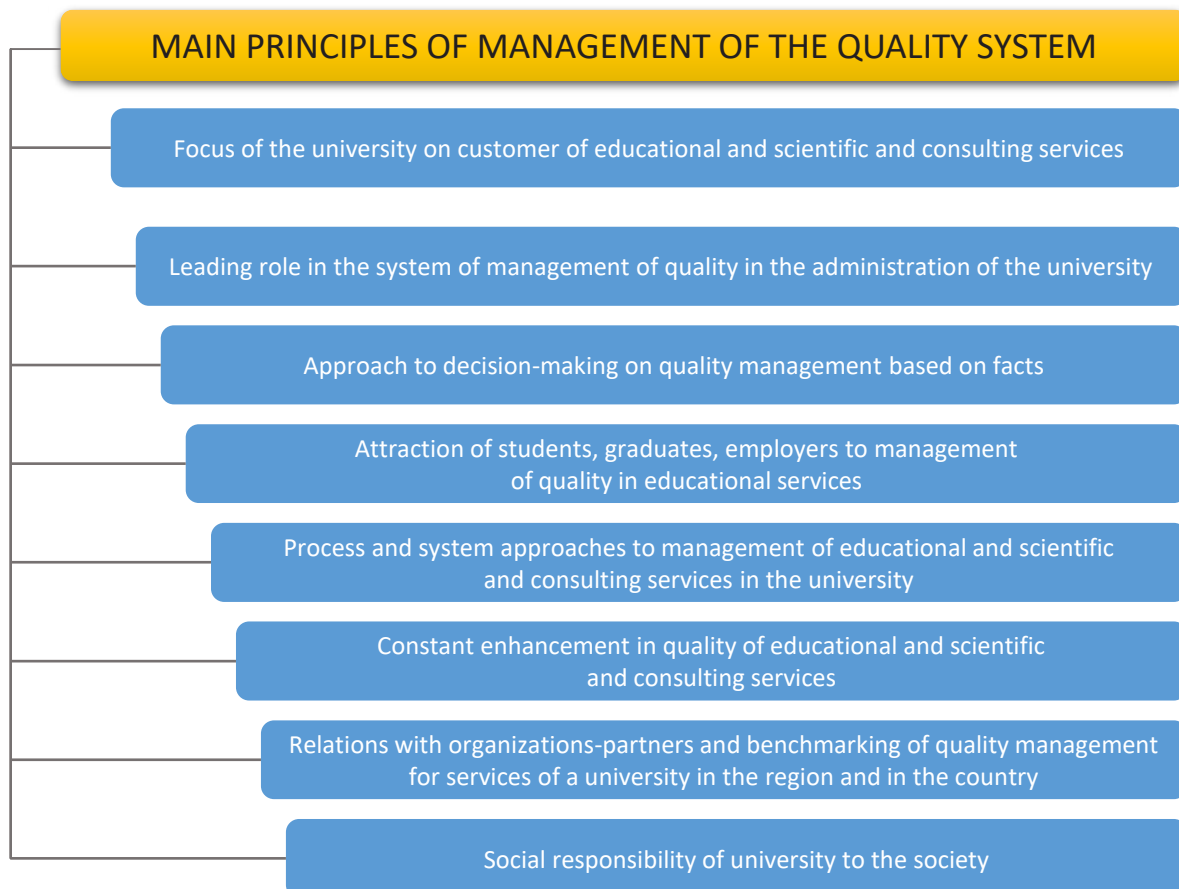 MAIN PRINCIPLES OF MANAGEMENT OF THE QUALITY SYSTEM
Focus of the university on customer of educational and scientific and consulting services
Leading role in the system of management of quality in the administration of the university
Approach to decision-making on quality management based on facts
Attraction of students, graduates, employers to management
of quality in educational services
Process and system approaches to management of educational and scientific
and consulting services in the university
Constant enhancement in quality of educational and scientific
and consulting services
Relations with organizations-partners and benchmarking of quality management
for services of a university in the region and in the country
Social responsibility of university to the society